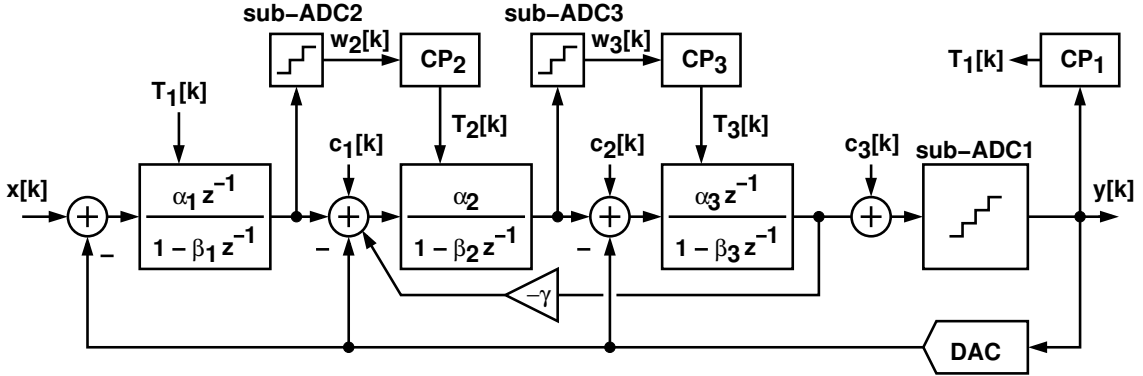 sub-ADC2
w2[k]
CP2
sub-ADC3
w3[k]
CP3
T1[k]
CP1
T1[k]
T2[k]
T3[k]
c1[k]
c2[k]
c3[k]
sub-ADC1
x[k]
+
−
α1 z−1
1 − β1 z−1
+
−
α2
1 − β2 z−1
+
−
α3 z−1
1 − β3 z−1
+
y[k]
−γ
DAC